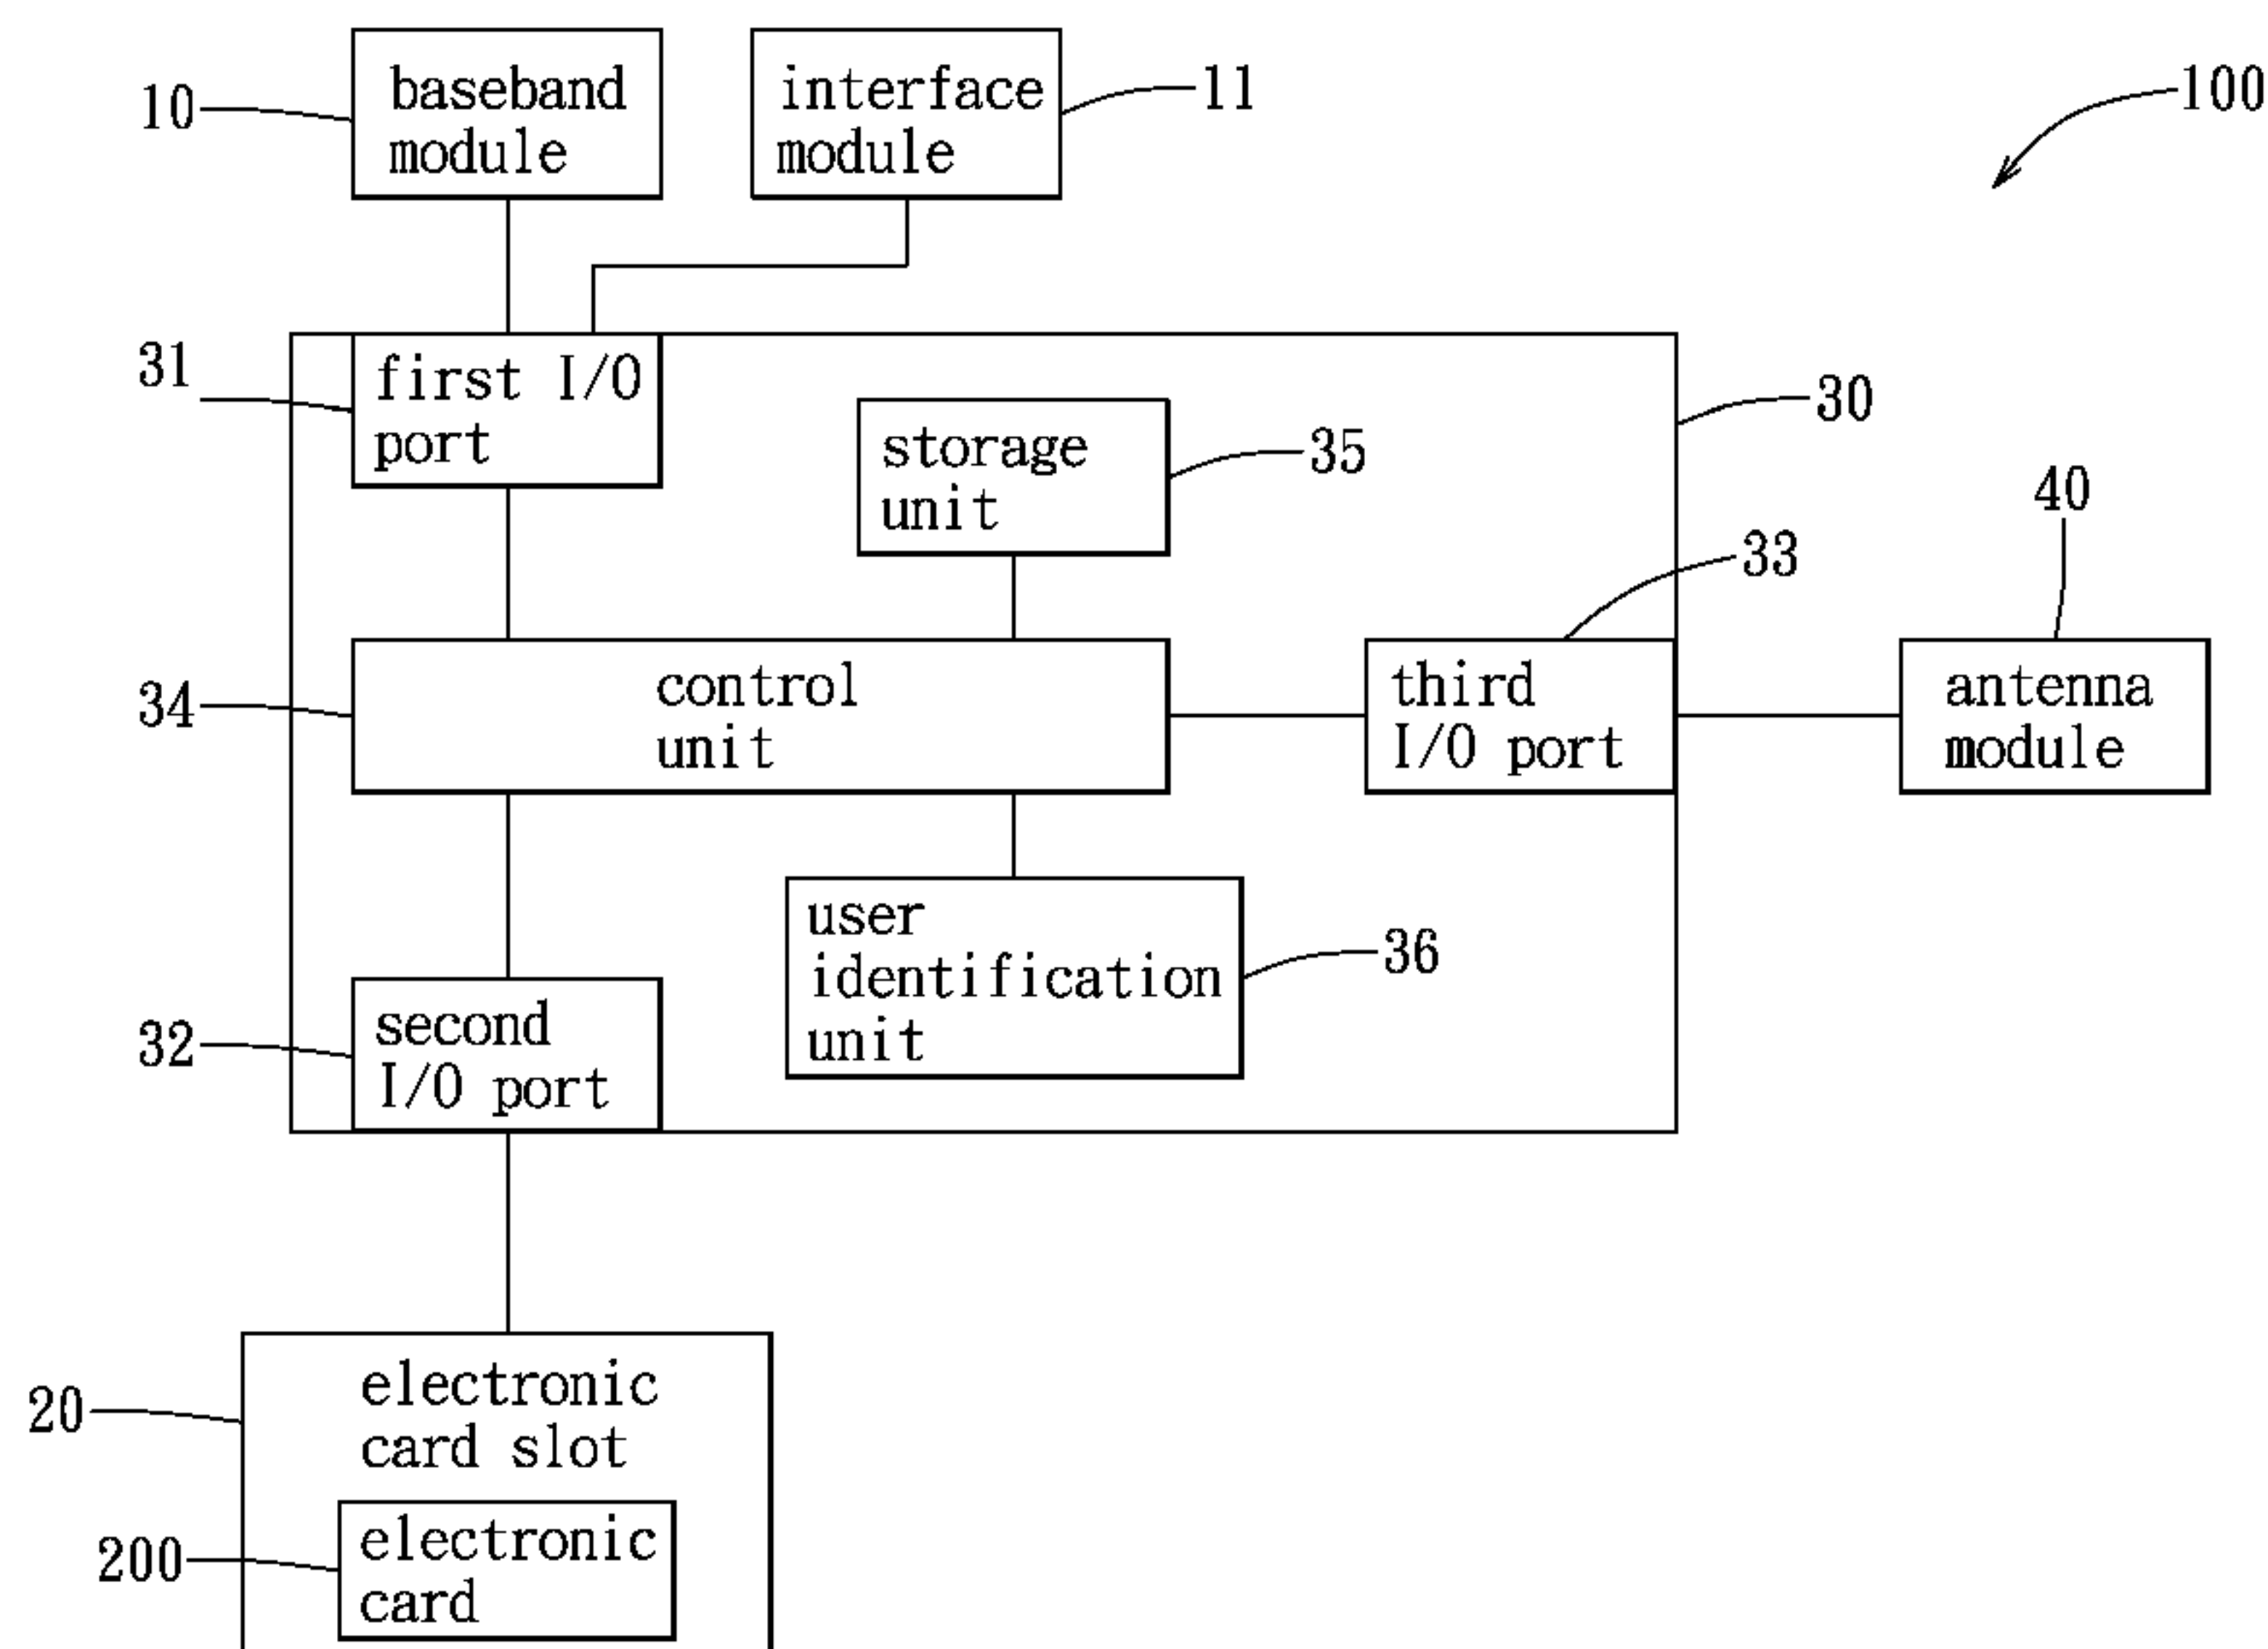 10
baseband
module
interface
module
11
100
31
first I/O
port
storage
unit
35
30
40
33
34
control
unit
third
I/O port
antenna
module
32
second
I/O port
user
identification
unit
36
20
electronic
card slot
200
electronic
card